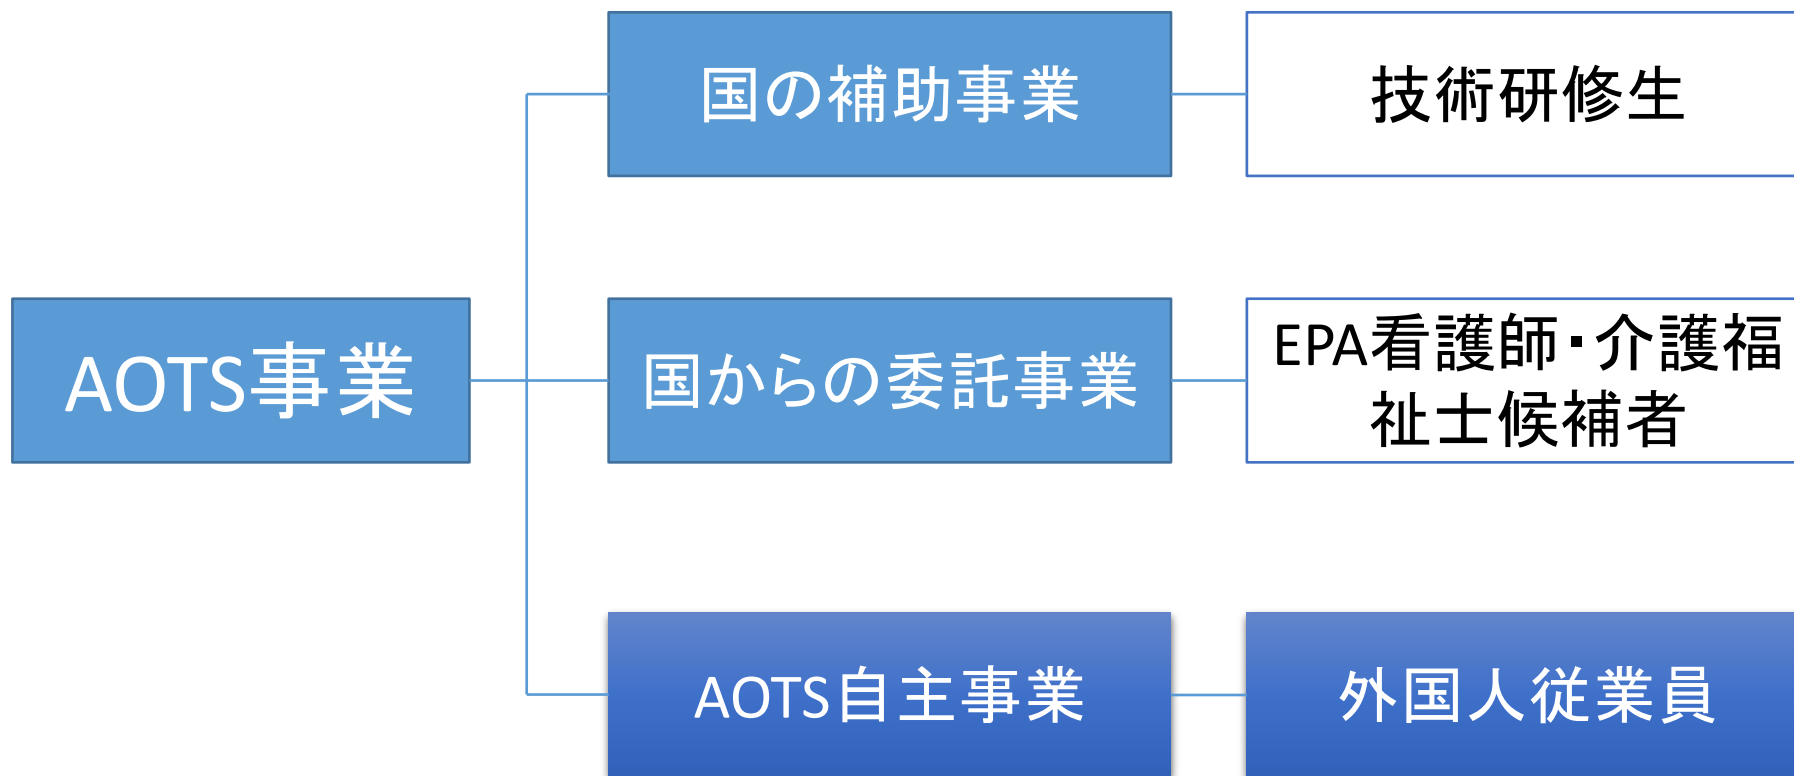 国の補助事業
技術研修生
AOTS事業
国からの委託事業
EPA看護師・介護福
祉士候補者
AOTS自主事業
外国人従業員